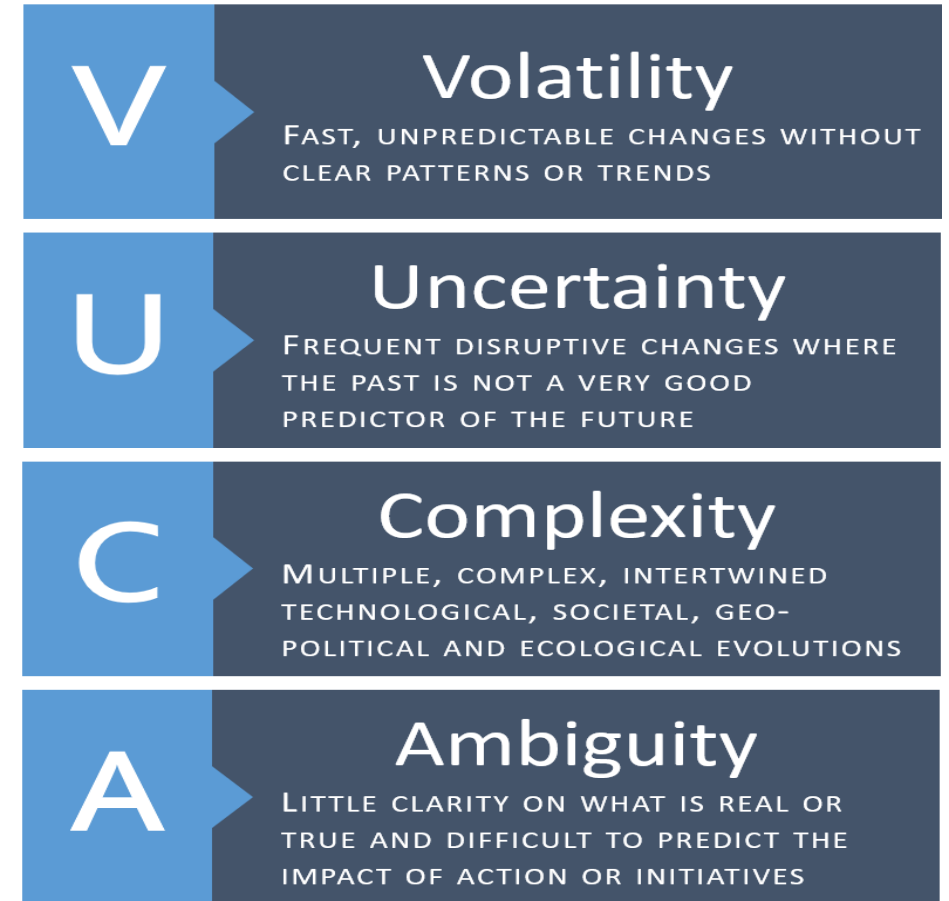 V
Volatility
Fast, unpredictable changes without
clear patterns or trends
U
Uncertainty
Frequent disruptive changes where
the past is not a very good
predictor of the future
C
Complexity
Multiple, complex, intertwined
technological, societal, geo-
political and ecological evolutions
A
Ambiguity
Little clarity on what is real or
true and difficult to predict the
impact of action or initiatives